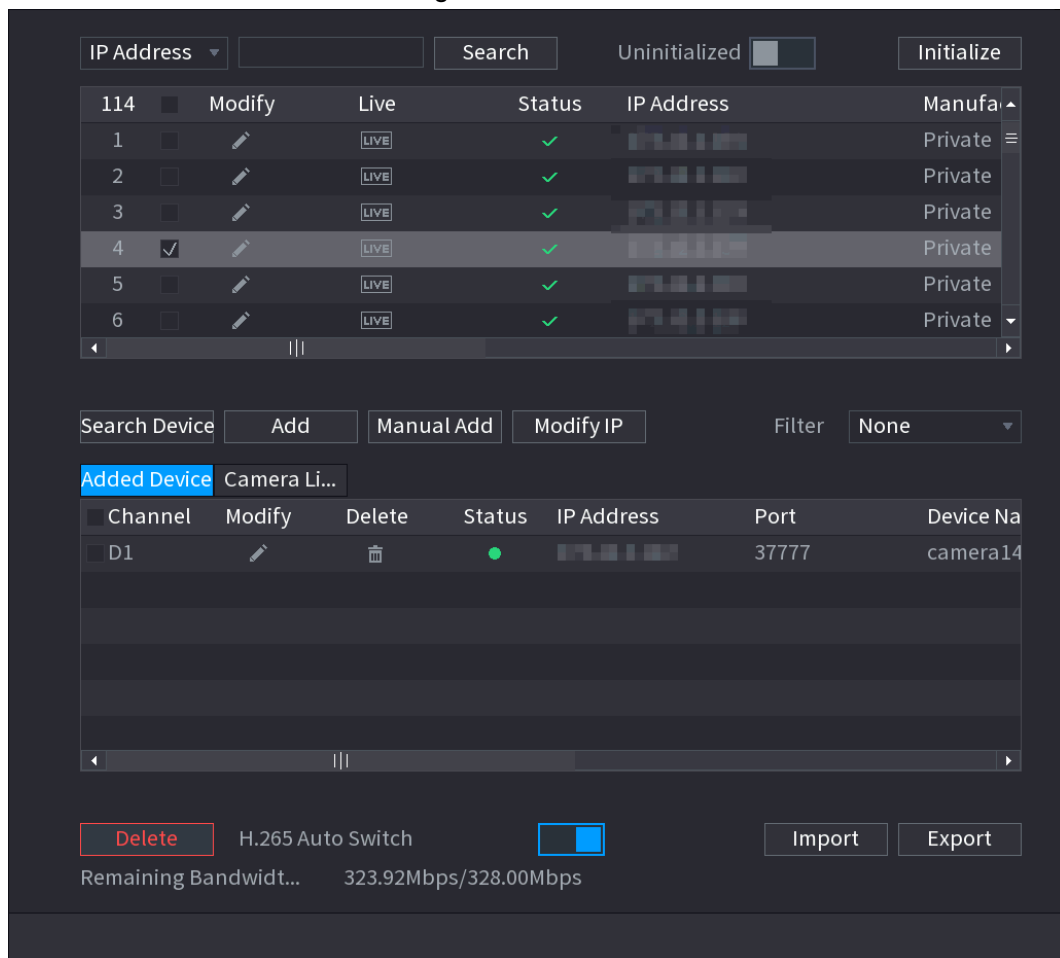 IP Address Search Uninitialized Initialize
114 Modify Live Status IP Address Manufa
1 LIVE Private
2 LIVE Private
3 LIVE Private
4 LIVE Private
5 LIVE Private
6 LIVE Private
Search Device Add Manual Add Modify IP Filter None
Added Device Camera Li...
Channel Modify Delete Status IP Address Port Device Na
D1 37777 camera14
Delete H.265 Auto Switch Import Export
Remaining Bandwidt... 323.92Mbps/328.00Mbps